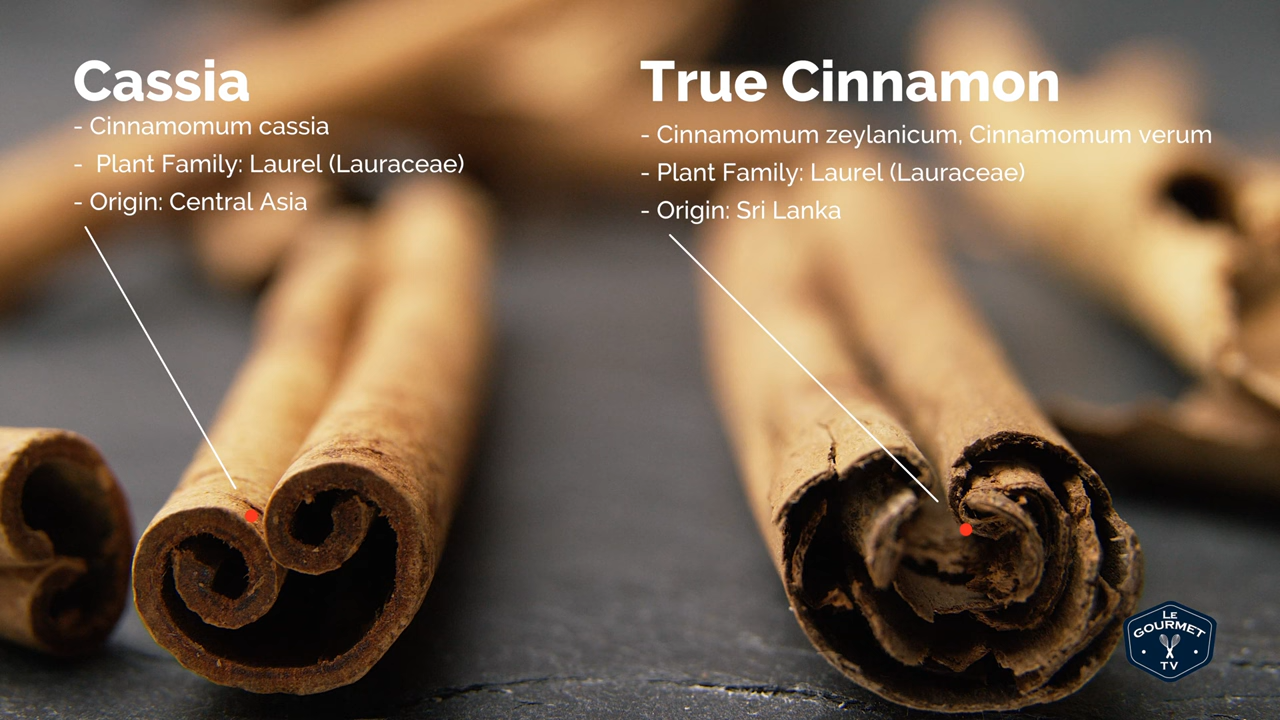 Cassia
- Cinnamomum cassia
- Plant Family: Laurel (Lauraceae)
- Origin: Central Asia
True Cinnamon
- Cinnamomum zeylanicum, Cinnamomum verum
- Plant Family: Laurel (Lauraceae)
- Origin: Sri Lanka
LE
GOURMET
TV